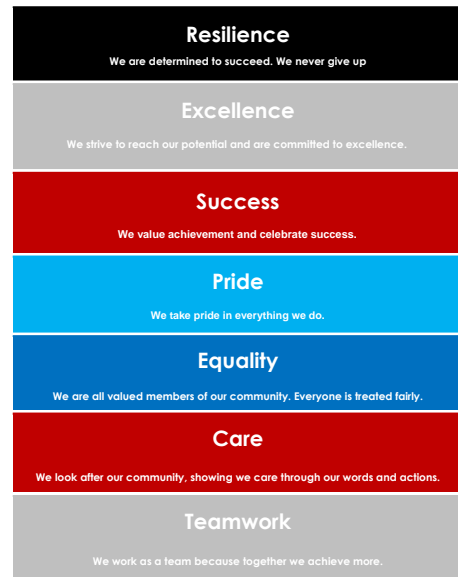 Resilience
We are determined to succeed. We never give up
Excellence
We strive to reach our potential and are committed to excellence.
Success
We value achievement and celebrate success.
Pride
We take pride in everything we do.
Equality
We are all valued members of our community. Everyone is treated fairly.
Care
We look after our community, showing we care through our words and actions.
Teamwork
We work as a team because together we achieve more.